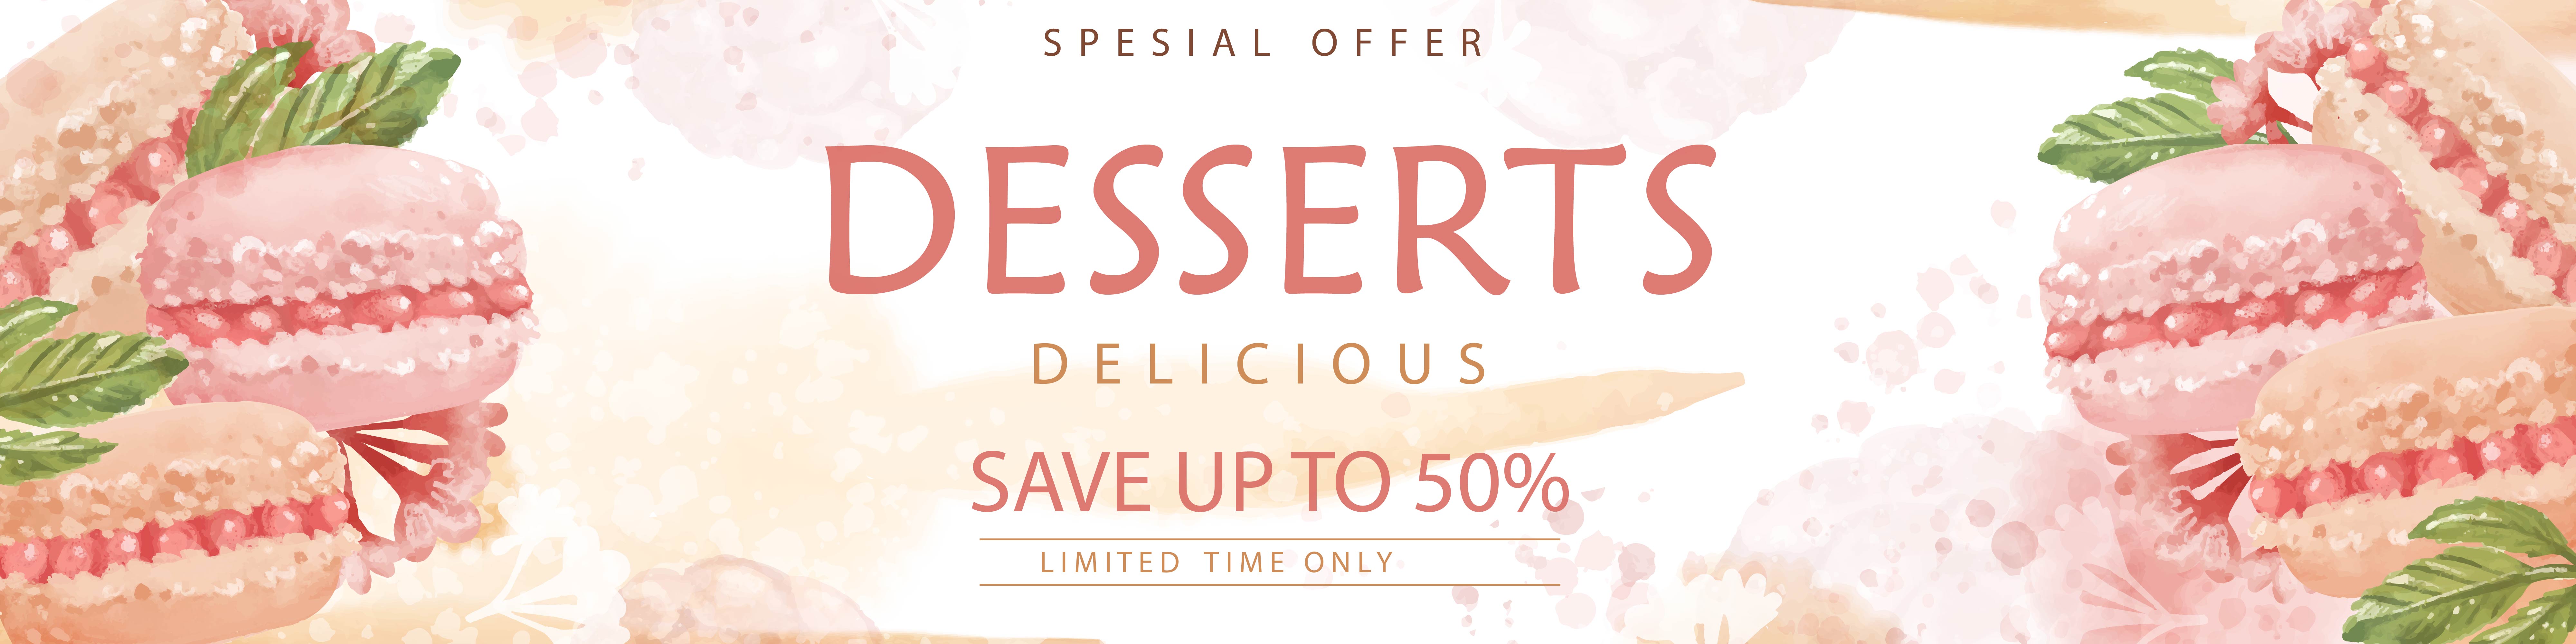 SPESIAL OFFER
DESSERTS
DELICIOUS
SAVE UP TO 50%
LIMITED TIME ONLY